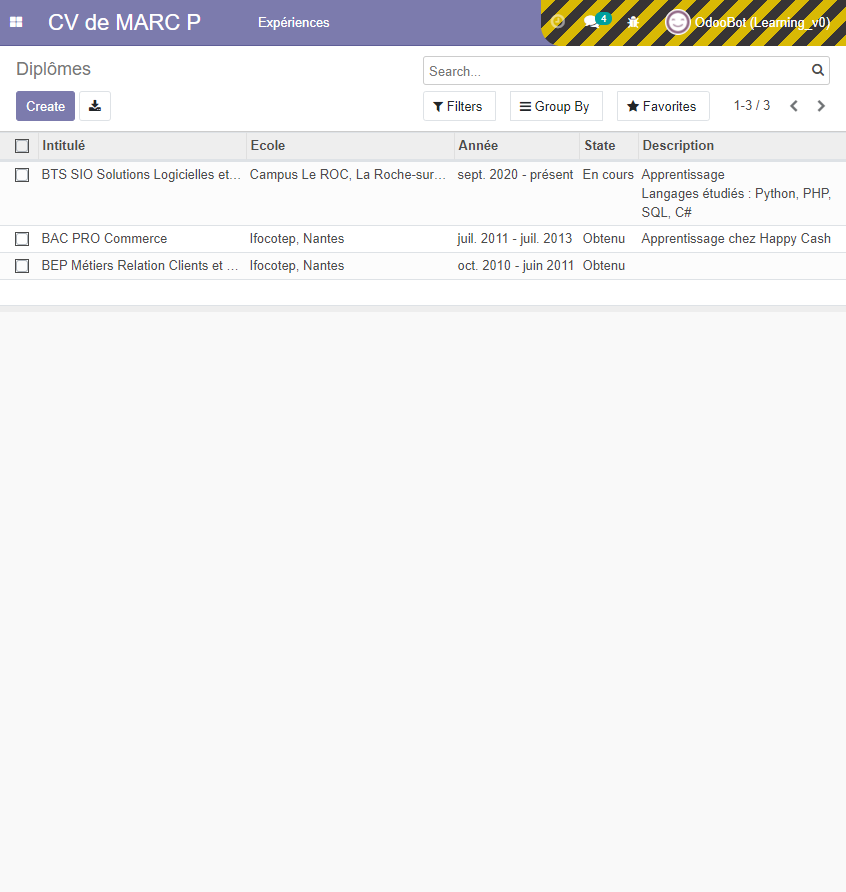 CV de MARC P Expériences 4 OdooBot (Learning_v0)
Diplômes Search...
Create Filters Group By Favorites 1-3 / 3
Intitulé Ecole Année State Description
BTS SIO Solutions Logicielles et... Campus Le ROC, La Roche-sur... sept. 2020 - présent En cours Apprentissage
Langages étudiés : Python, PHP,
SQL, C#
BAC PRO Commerce Ifocotep, Nantes juil. 2011 - juil. 2013 Obtenu Apprentissage chez Happy Cash
BEP Métiers Relation Clients et ... Ifocotep, Nantes oct. 2010 - juin 2011 Obtenu